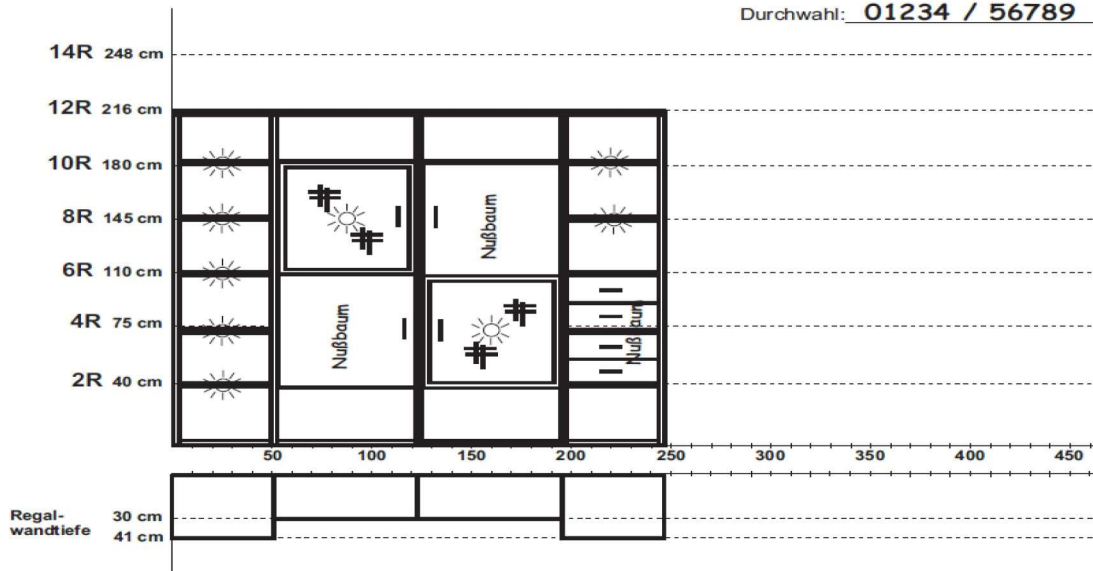 Durchwahl: 01234 / 56789
14R 248 cm
12R 216 cm
10R 180 cm
8R 145 cm
6R 110 cm
4R 75 cm
2R 40 cm
Nußbaum
Nußbaum
Nußbaum
50 100 150 200 250 300 350 400 450
Regal-
wandtiefe
30 cm
41 cm